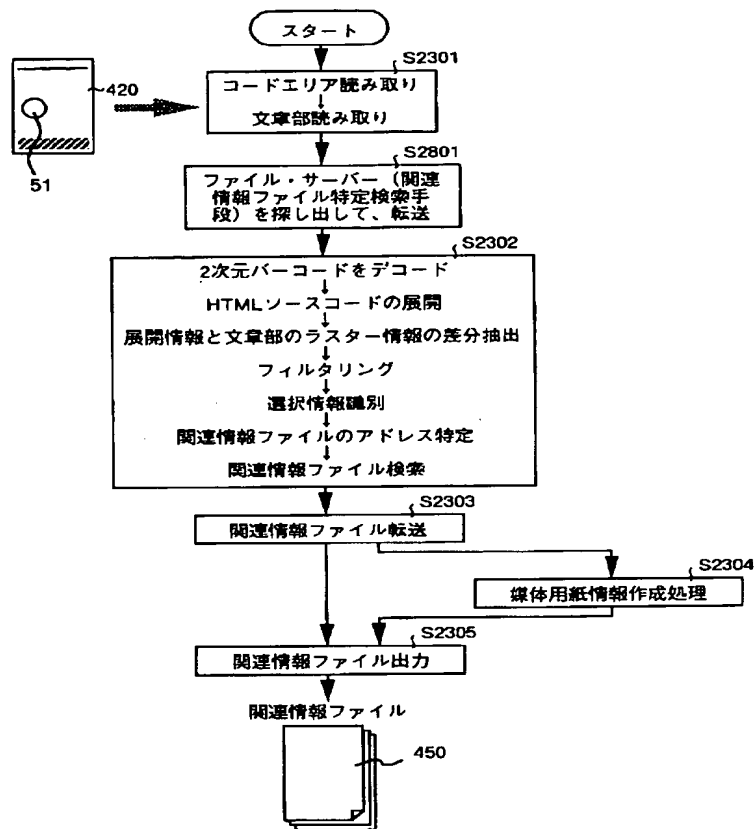 スタート
S2301
420
コードエリア読み取り
文章部読み取り
51
S2801
ファイル・サーバー（関連
情報ファイル特定検索手
段）を探し出して、転送
S2302
2次元バーコードをデコード
HTMLソースコードの展開
展開情報と文章部のラスター情報の差分抽出
フィルタリング
選択情報識別
関連情報ファイルのアドレス特定
関連情報ファイル検索
S2303
関連情報ファイル転送
S2304
媒体用紙情報作成処理
S2305
関連情報ファイル出力
関連情報ファイル
450